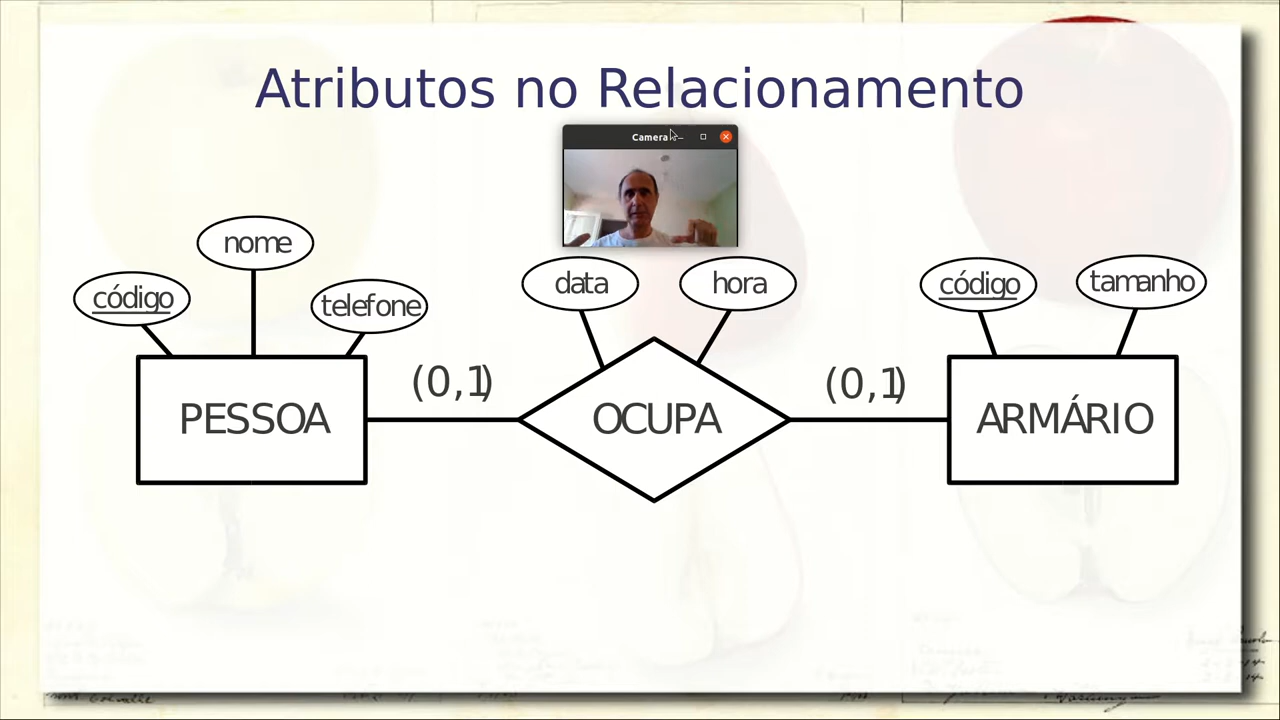 Atributos no Relacionamento
Camera
nome
código
telefone
data
hora
código
tamanho
(0,1)
(0,1)
PESSOA
OCUPA
ARMÁRIO